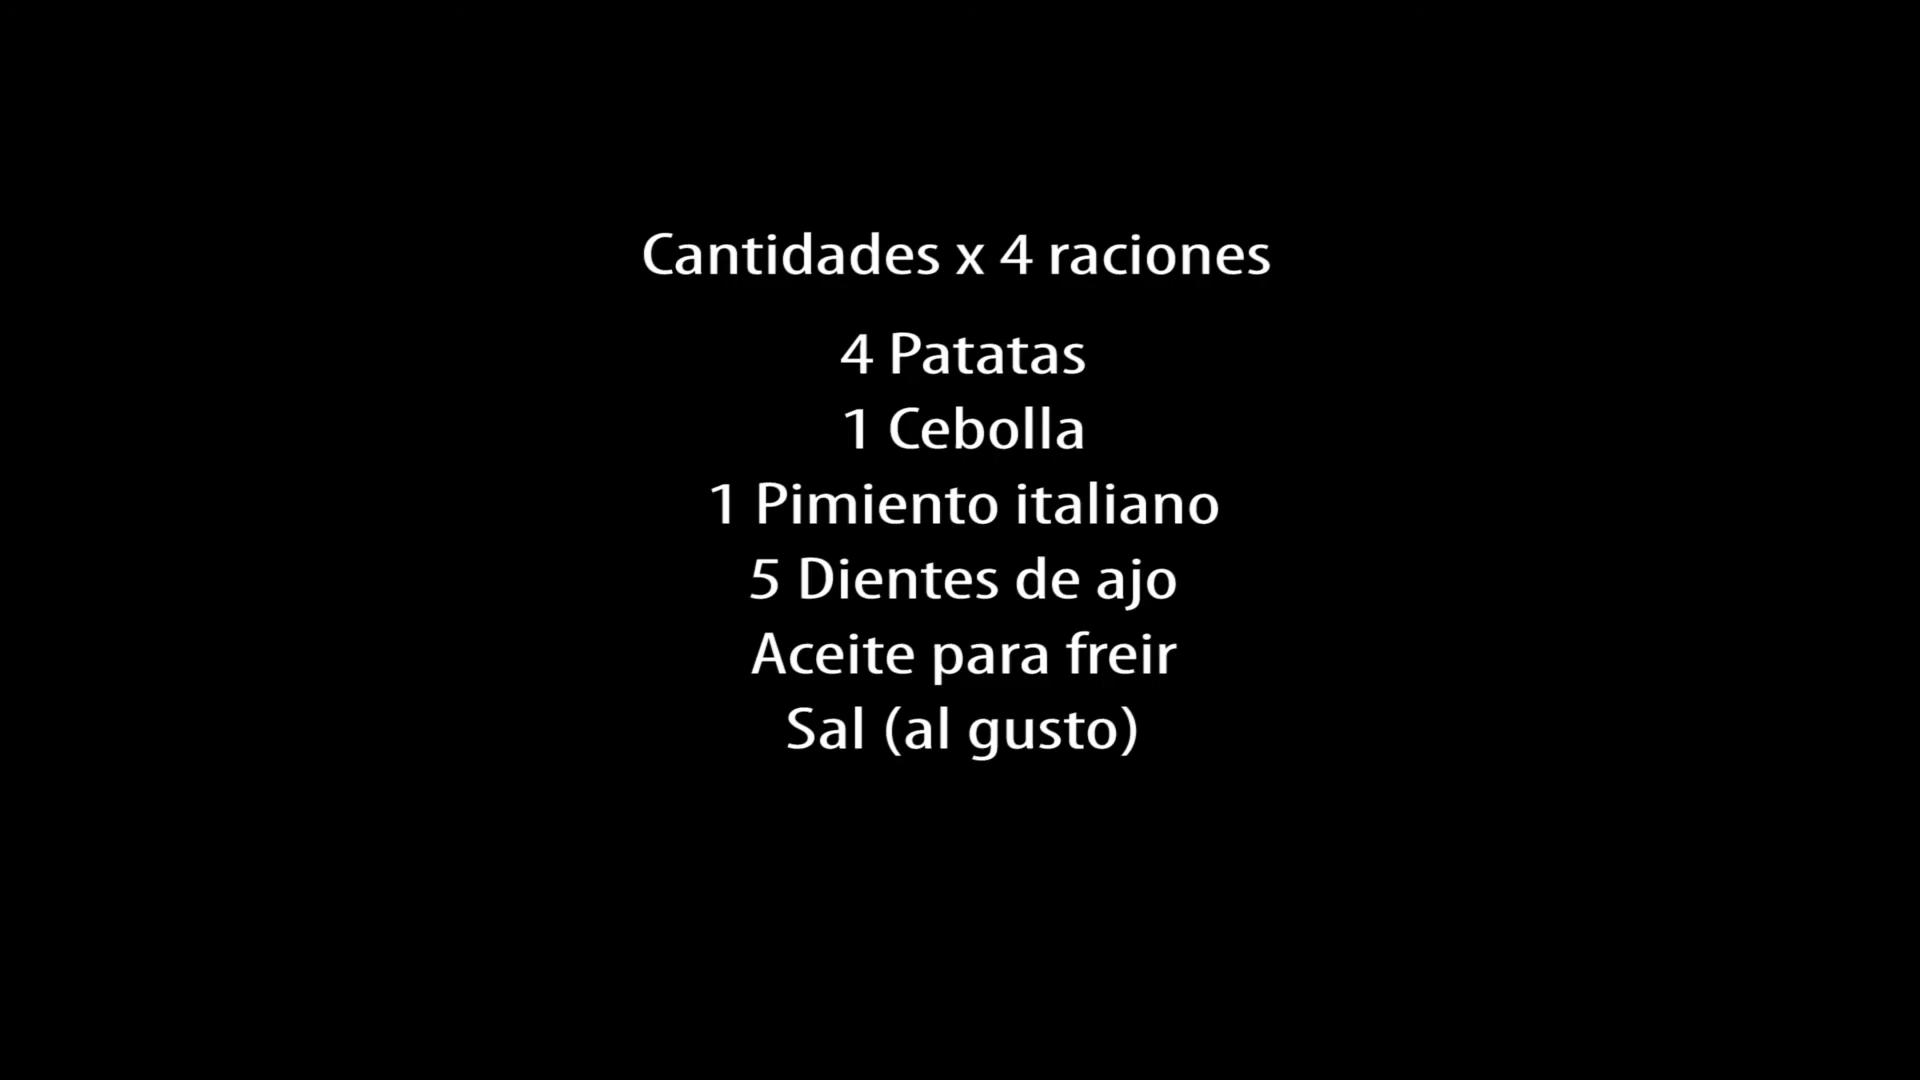 Cantidades x 4 raciones
4 Patatas
1 Cebolla
1 Pimiento italiano
5 Dientes de ajo
Aceite para freir
Sal (al gusto)